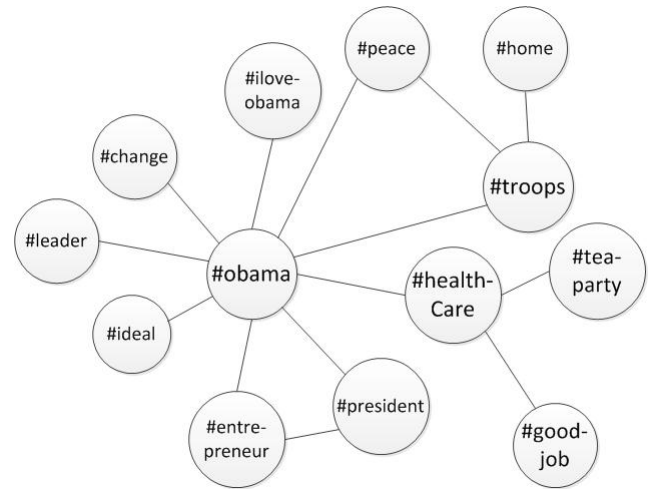 #peace
#home
#ilove-
obama
#change
#troops
#leader
#obama
#health-
Care
#tea-
party
#ideal
#president
#entre-
preneur
#good-
job